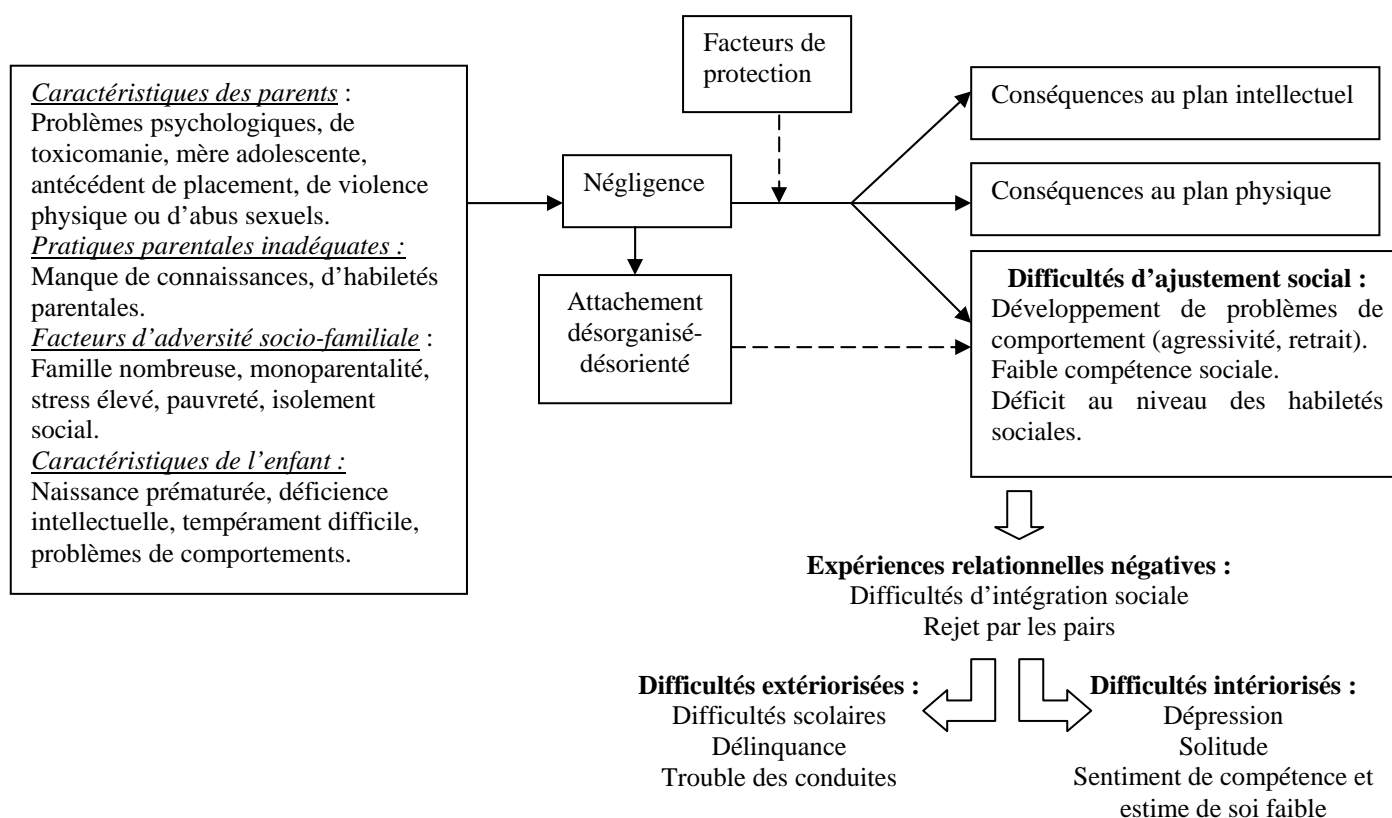 Caractéristiques des parents :
Problèmes psychologiques, de
toxicomanie, mère adolescente,
antécédent de placement, de violence
physique ou d’abus sexuels.
Pratiques parentales inadéquates :
Manque de connaissances, d’habiletés
parentales.
Facteurs d’adversité socio-familiale :
Famille nombreuse, monoparentalité,
stress élevé, pauvreté, isolement
social.
Caractéristiques de l’enfant :
Naissance prématurée, déficience
intellectuelle, tempérament difficile,
problèmes de comportements.
Facteurs de
protection
Négligence
Attachement
désorganisé-
désorienté
Conséquences au plan intellectuel
Conséquences au plan physique
Difficultés d’ajustement social :
Développement de problèmes de
comportement (agressivité, retrait).
Faible compétence sociale.
Déficit au niveau des habiletés
sociales.
Expériences relationnelles négatives :
Difficultés d’intégration sociale
Rejet par les pairs
Difficultés extériorisées :
Difficultés scolaires
Délinquance
Trouble des conduites
Difficultés intériorisés :
Dépression
Solitude
Sentiment de compétence et
estime de soi faible